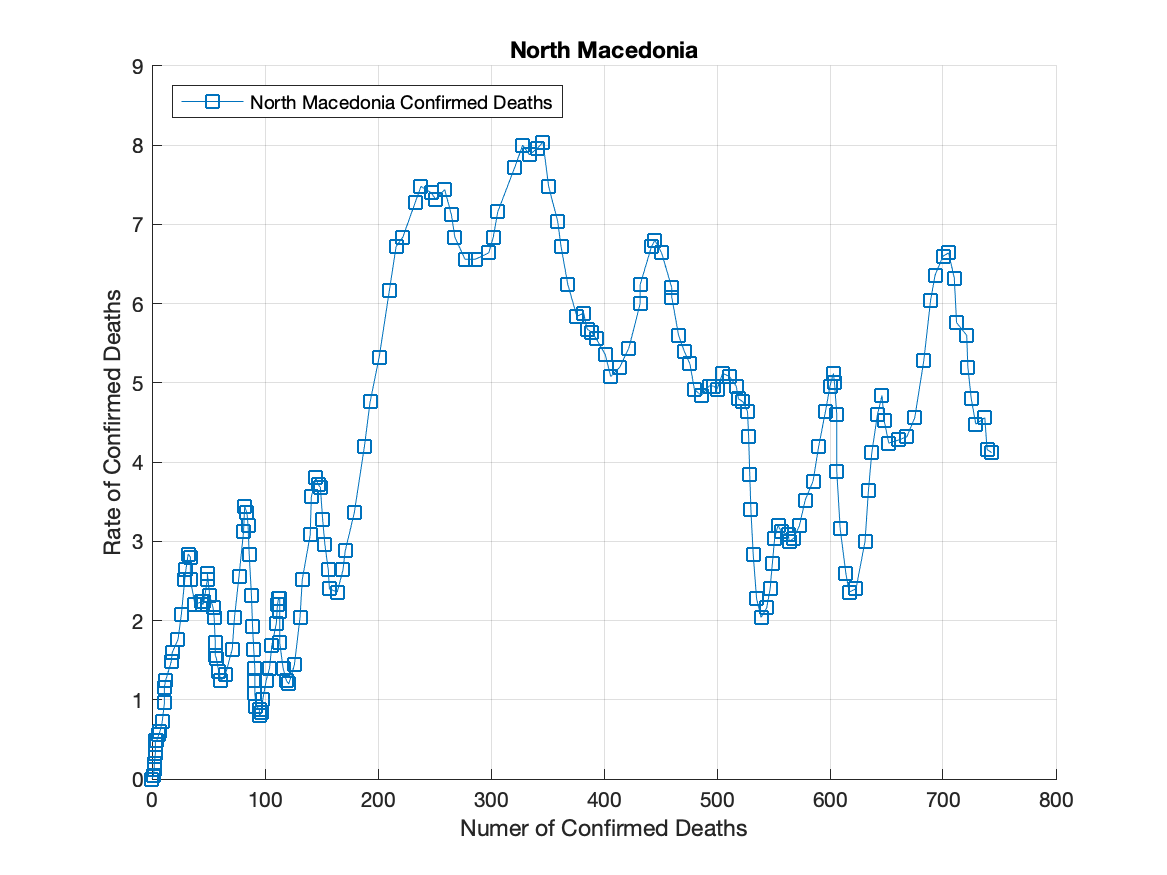 North Macedonia
North Macedonia Confirmed Deaths
9
8
7
6
5
4
3
2
1
0
Rate of Confirmed Deaths
0 100 200 300 400 500 600 700 800
Numer of Confirmed Deaths